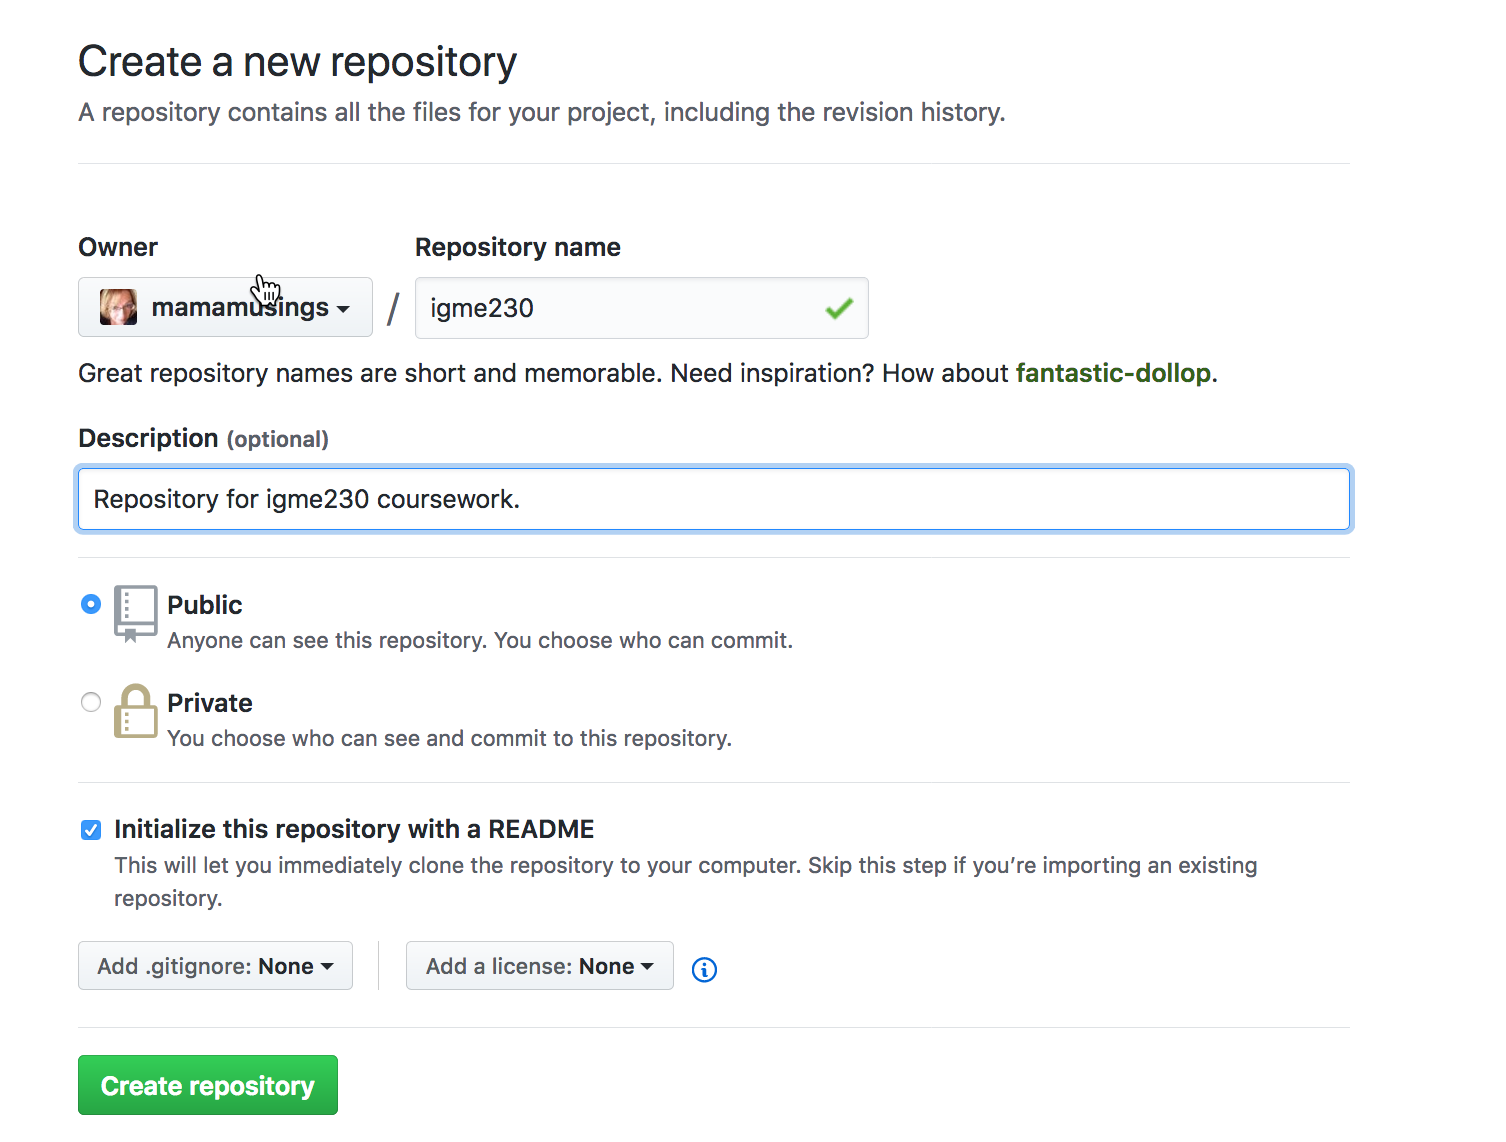 Create a new repository
A repository contains all the files for your project, including the revision history.
Owner
Repository name
mamamusings
/
igme230
Great repository names are short and memorable. Need inspiration? How about fantastic-dollop.
Description (optional)
Repository for igme230 coursework.
Public
Anyone can see this repository. You choose who can commit.
Private
You choose who can see and commit to this repository.
Initialize this repository with a README
This will let you immediately clone the repository to your computer. Skip this step if you’re importing an existing
repository.
Add .gitignore: None
Add a license: None
Create repository